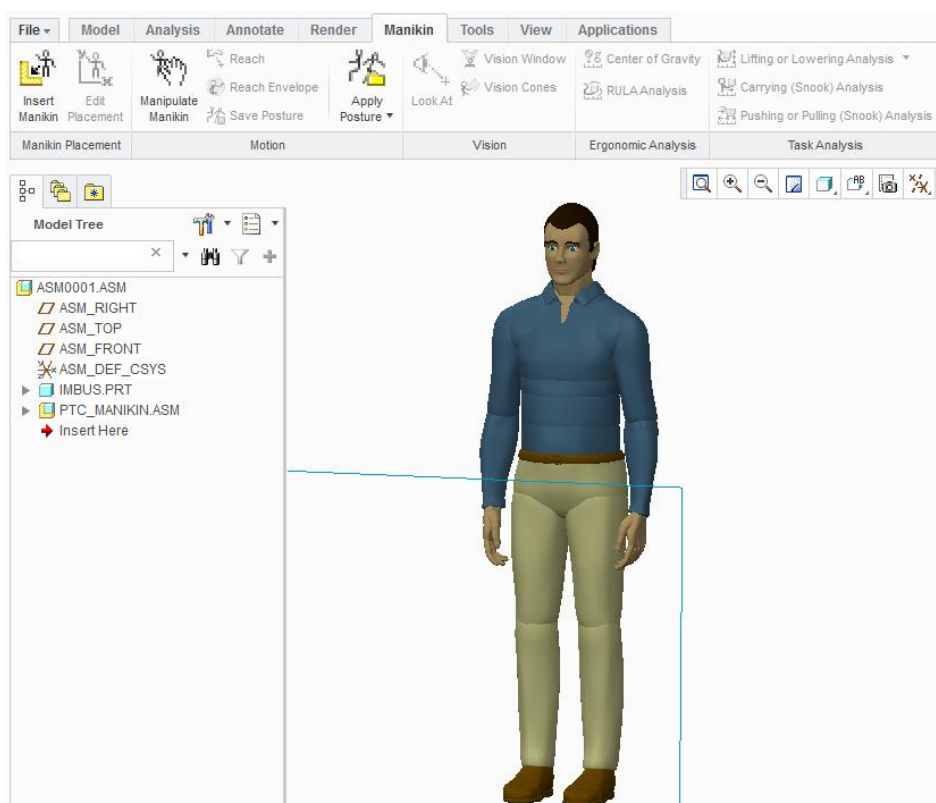 File Model Analysis Annotate Render Manikin Tools View Applications
Insert Manikin
Edit Placement
Manipulate Manikin
Reach
Reach Envelope
Save Posture
Apply Posture
Look At
Vision Window
Vision Cones
Center of Gravity
RULA Analysis
Lifting or Lowering Analysis
Carrying (Snook) Analysis
Pushing or Pulling (Snook) Analysis
Manikin Placement Motion Vision Ergonomic Analysis Task Analysis
AB
Model Tree
ASM0001.ASM
ASM_RIGHT
ASM_TOP
ASM_FRONT
ASM_DEF_CSYS
IMBUS.PRT
PTC_MANIKIN.ASM
Insert Here